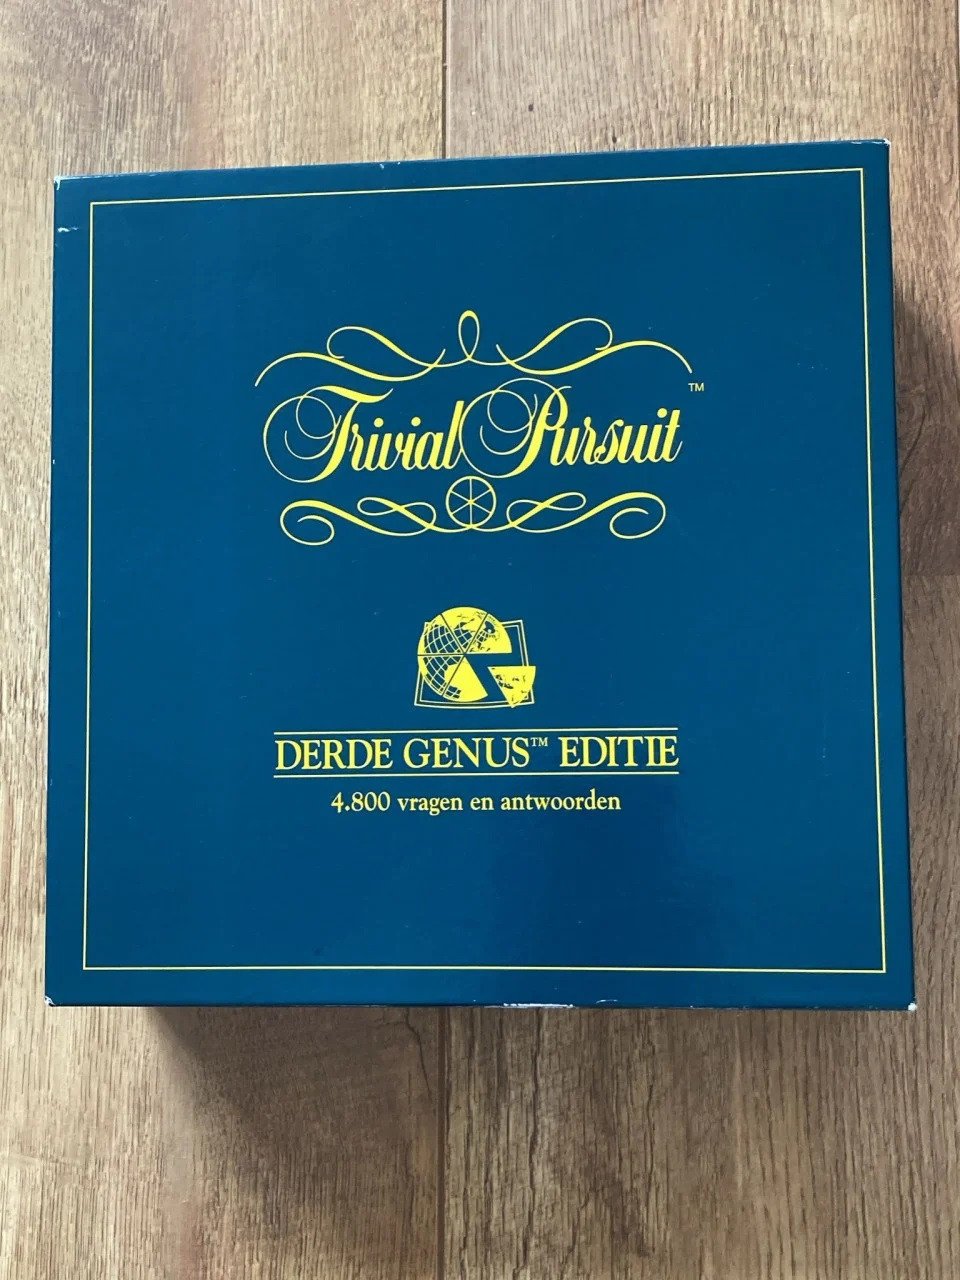 Trivial Pursuit™
DERDE GENUS™ EDITIE
4.800 vragen en antwoorden